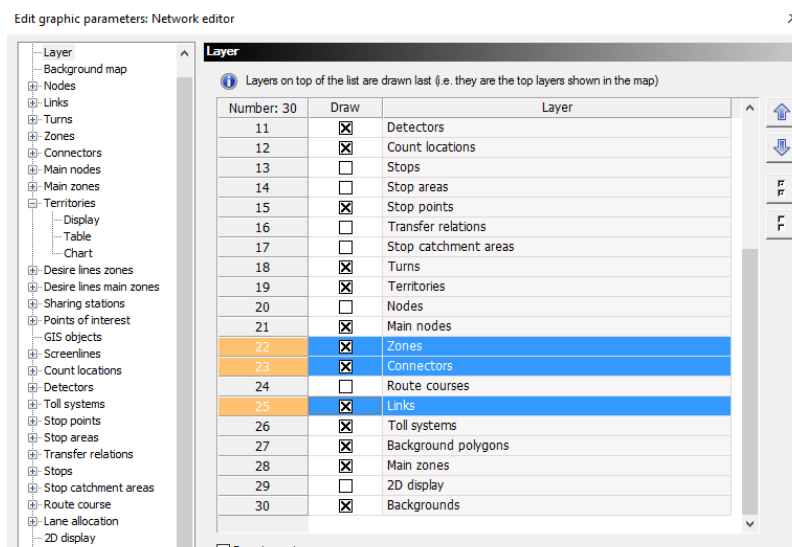 Edit graphic parameters: Network editor
Layer
Background map
Nodes
Links
Turns
Zones
Connectors
Main nodes
Main zones
Territories
Display
Table
Chart
Desire lines zones
Desire lines main zones
Sharing stations
Points of interest
GIS objects
Screenlines
Count locations
Detectors
Toll systems
Stop points
Stop areas
Transfer relations
Stops
Stop catchment areas
Route course
Lane allocation
2D display
Layer
Layers on top of the list are drawn last (i.e. they are the top layers shown in the map)
Number: 30 Draw Layer
11 Detectors
12 Count locations
13 Stops
14 Stop areas
15 Stop points
16 Transfer relations
17 Stop catchment areas
18 Turns
19 Territories
20 Nodes
21 Main nodes
22 Zones
23 Connectors
24 Route courses
25 Links
26 Toll systems
27 Background polygons
28 Main zones
29 2D display
30 Backgrounds